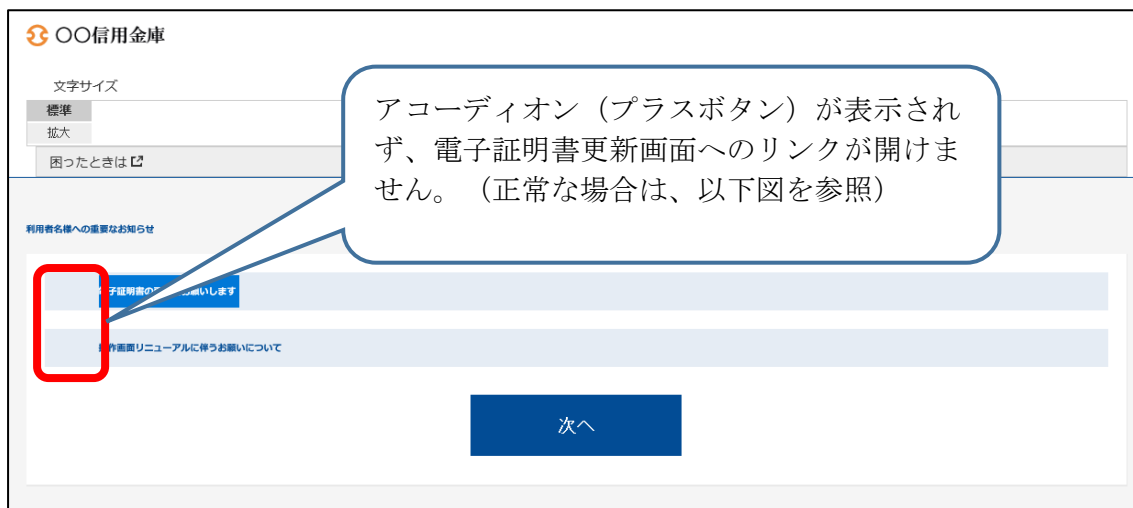 〇〇信用金庫
文字サイズ
標準
拡大
困ったときは
アコーディオン（プラスボタン）が表示され
ず、電子証明書更新画面へのリンクが開けま
せん。（正常な場合は、以下図を参照）
利用者名様への重要なお知らせ
子証明書の 願いします
作画面リニューアルに伴うお願いについて
次へ